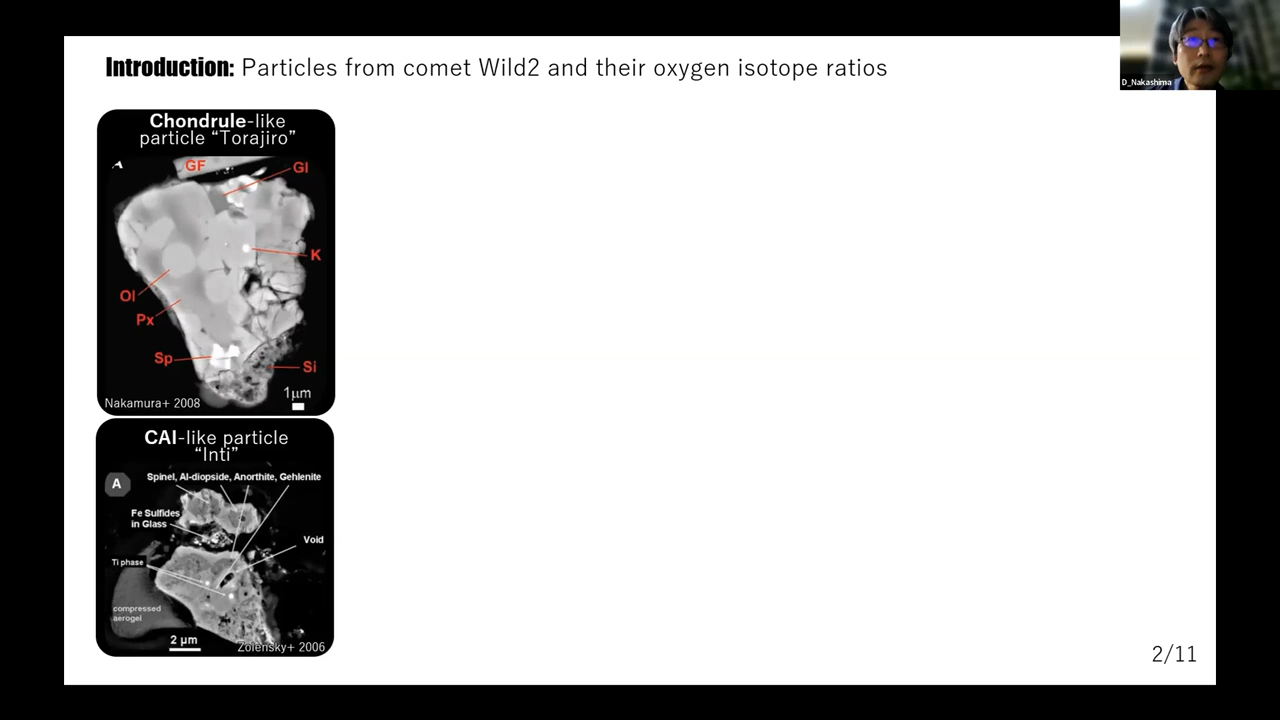 Introduction: Particles from comet Wild2 and their oxygen isotope ratios
D_Nakashima
Chondrule-like
particle “Torajiro”
A
GF
Gl
K
Ol
Px
Sp
Si
1μm
Nakamura+ 2008
CAI-like particle
“Inti”
A
Spinel, Al-diopside, Anorthite, Gehlenite
Fe Sulfides
in Glass
Void
Ti phase
compressed
aerogel
2 μm
Zolensky+ 2006
2/11